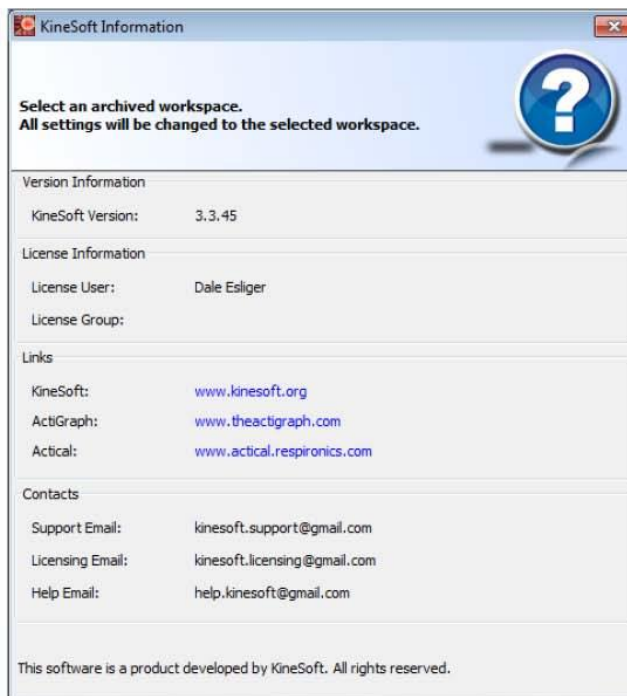 KineSoft Information
Select an archived workspace.
All settings will be changed to the selected workspace.
Version Information
KineSoft Version: 3.3.45
License Information
License User: Dale Esliger
License Group:
Links
KineSoft: www.kinesoft.org
ActiGraph: www.theactigraph.com
Actical: www.actical.respironics.com
Contacts
Support Email: kinesoft.support@gmail.com
Licensing Email: kinesoft.licensing@gmail.com
Help Email: help.kinesoft@gmail.com
This software is a product developed by KineSoft. All rights reserved.